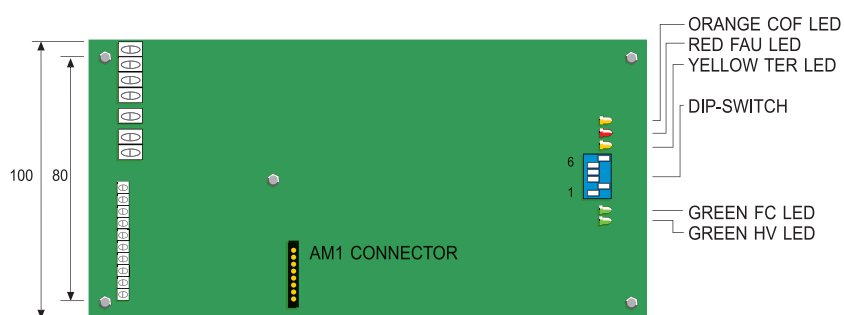 ORANGE COF LED
RED FAU LED
YELLOW TER LED
DIP-SWITCH
6
100
80
1
GREEN FC LED
GREEN HV LED
AM1 CONNECTOR